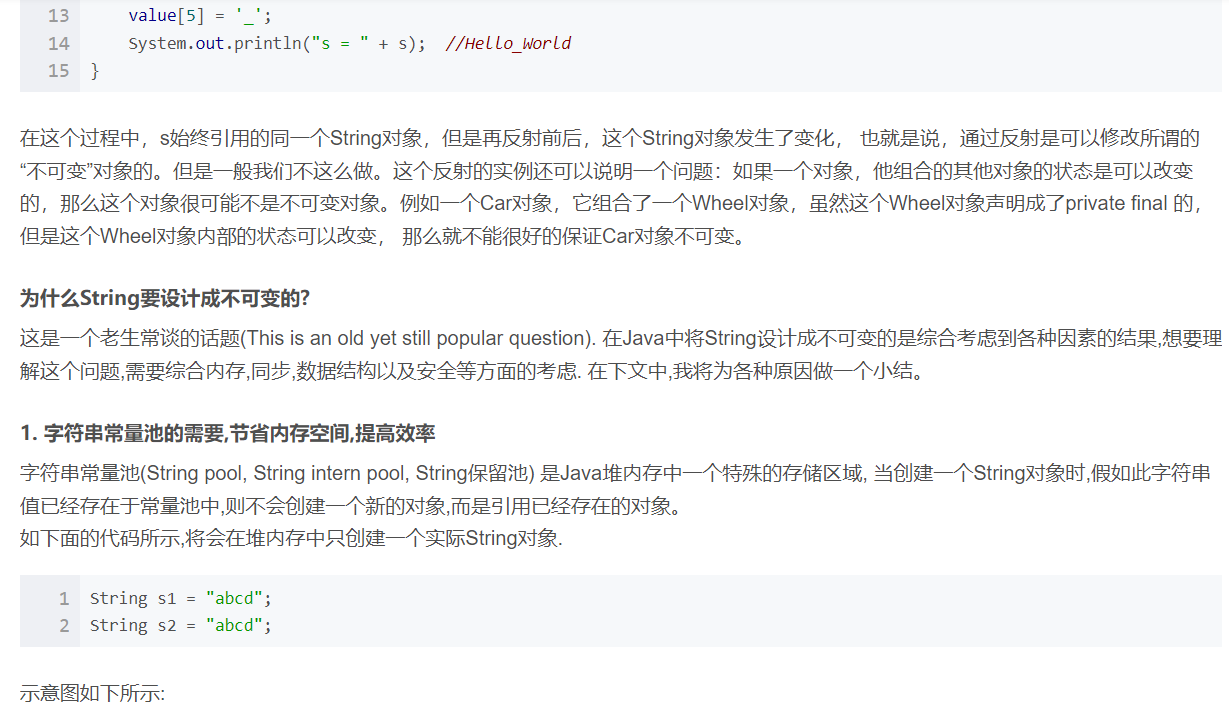 13 value[5] = '_';
14 System.out.println("s = " + s); //Hello_World
15 }
在这个过程中，s始终引用的同一个String对象，但是再反射前后，这个String对象发生了变化， 也就是说，通过反射是可以修改所谓的
“不可变”对象的。但是一般我们不这么做。这个反射的实例还可以说明一个问题：如果一个对象，他组合的其他对象的状态是可以改变
的，那么这个对象很可能不是不可变对象。例如一个Car对象，它组合了一个Wheel对象，虽然这个Wheel对象声明成了private final 的，
但是这个Wheel对象内部的状态可以改变， 那么就不能很好的保证Car对象不可变。
为什么String要设计成不可变的?
这是一个老生常谈的话题(This is an old yet still popular question). 在Java中将String设计成不可变的是综合考虑到各种因素的结果,想要理
解这个问题,需要综合内存,同步,数据结构以及安全等方面的考虑. 在下文中,我将为各种原因做一个小结。
1. 字符串常量池的需要,节省内存空间,提高效率
字符串常量池(String pool, String intern pool, String保留池) 是Java堆内存中一个特殊的存储区域, 当创建一个String对象时,假如此字符串
值已经存在于常量池中,则不会创建一个新的对象,而是引用已经存在的对象。
如下面的代码所示,将会在堆内存中只创建一个实际String对象.
1 String s1 = "abcd";
2 String s2 = "abcd";
示意图如下所示: